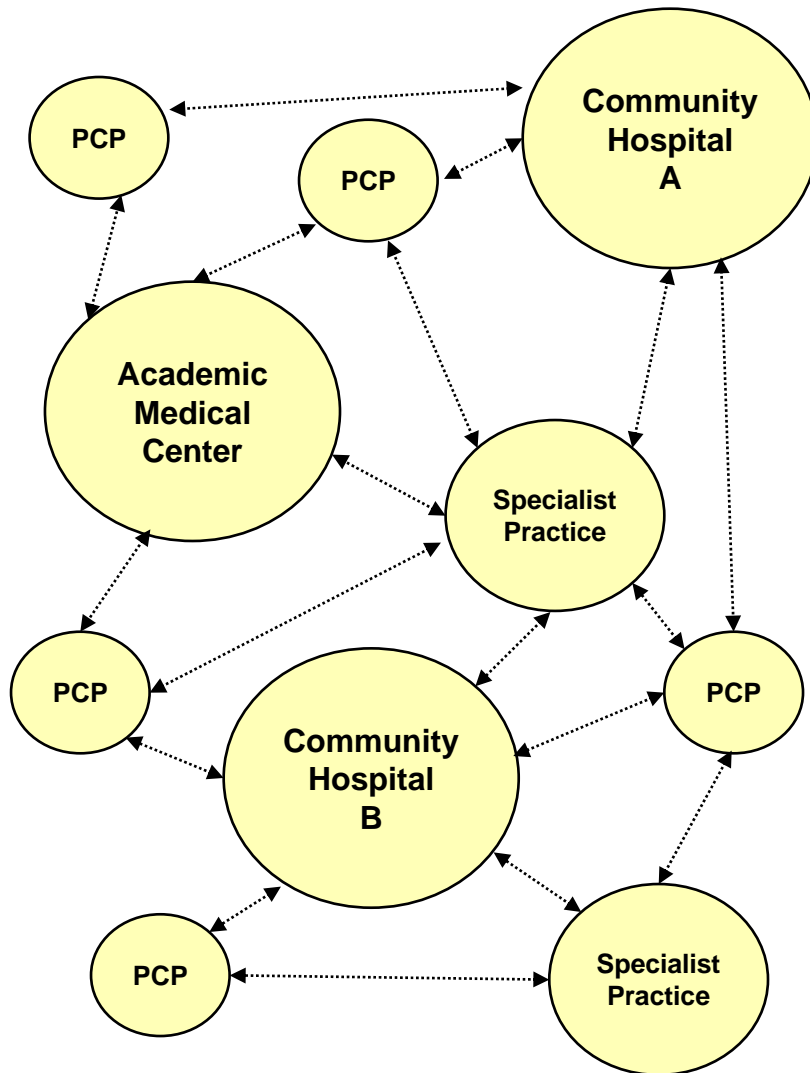 Community
Hospital
A
PCP
PCP
Academic
Medical
Center
Specialist
Practice
PCP
PCP
Community
Hospital
B
PCP
Specialist
Practice